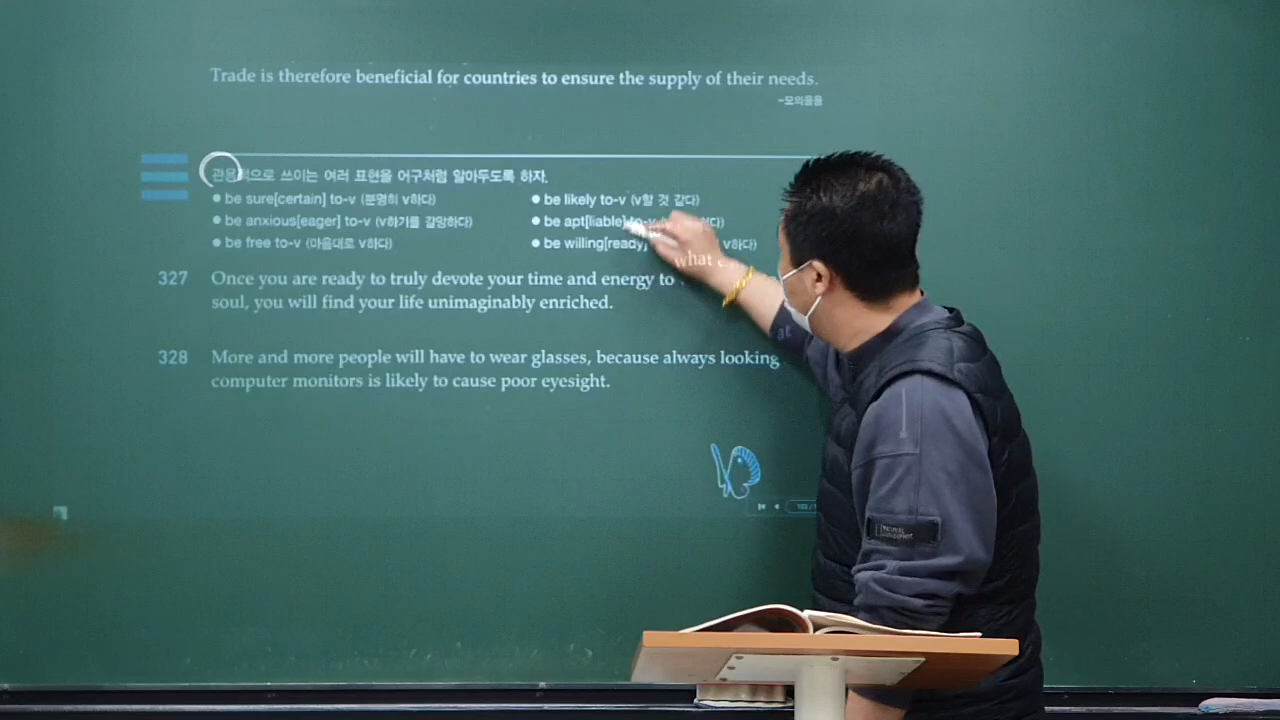 Trade is therefore beneficial for countries to ensure the supply of their needs.
-모의응용
관용적으로 쓰이는 여러 표현을 어구처럼 알아두도록 하자.
● be sure[certain] to-v (분명히 v하다)
● be likely to-v (v할 것 같다)
● be anxious[eager] to-v (v하기를 갈망하다)
● be apt[liable] to-v
● be free to-v (마음대로 v하다)
● be willing[ready] v하다)
327 Once you are ready to truly devote your time and energy to what
soul, you will find your life unimaginably enriched.
328 More and more people will have to wear glasses, because always looking at
computer monitors is likely to cause poor eyesight.